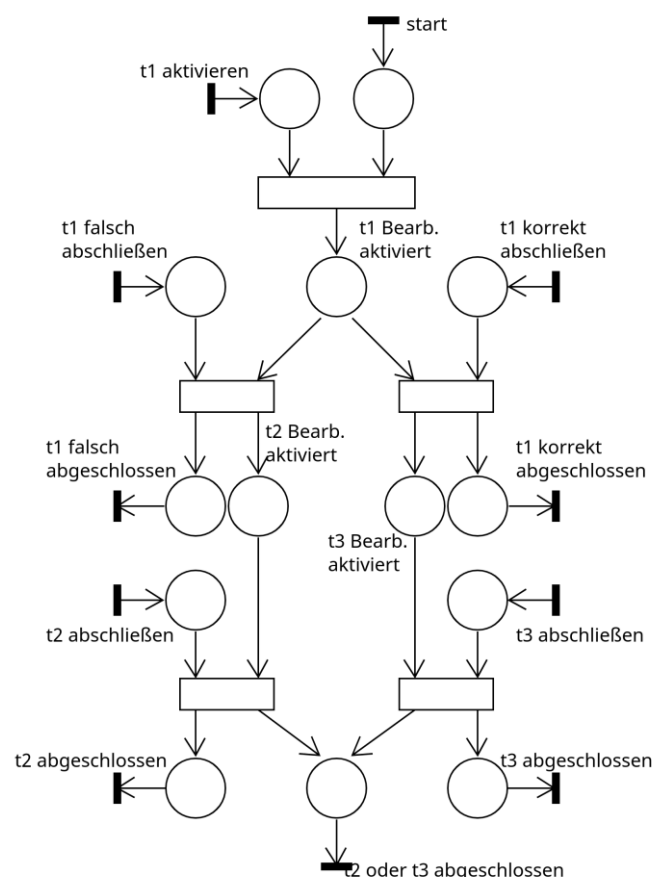 start
t1 aktivieren
t1 falsch
abschließen
t1 Bearb.
aktiviert
t1 korrekt
abschließen
t2 Bearb.
aktiviert
t1 falsch
abgeschlossen
t1 korrekt
abgeschlossen
t3 Bearb.
aktiviert
t2 abschließen
t3 abschließen
t2 abgeschlossen
t3 abgeschlossen
t2 oder t3 abgeschlossen